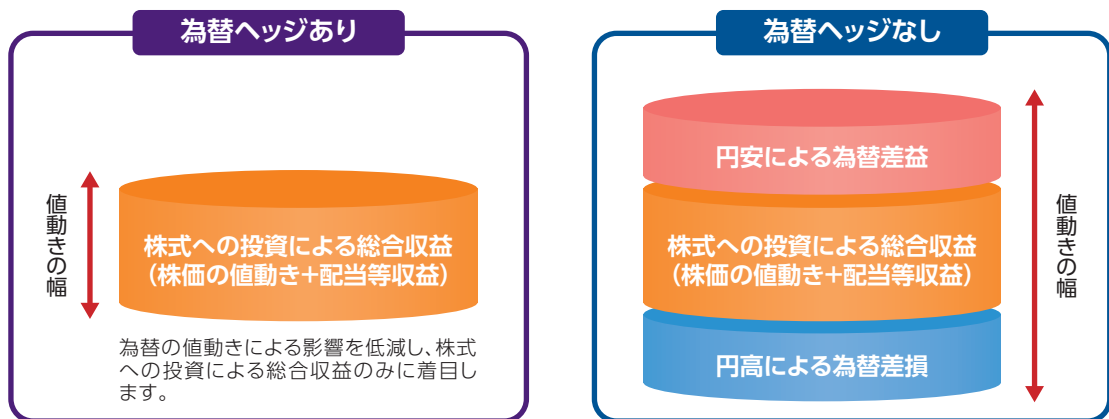 為替ヘッジあり
値動きの幅
株式への投資による総合収益
(株価の値動き+配当等収益)
為替の値動きによる影響を低減し、株式
への投資による総合収益のみに着目し
ます。
為替ヘッジなし
円安による為替差益
株式への投資による総合収益
(株価の値動き+配当等収益)
円高による為替差損
値動きの幅